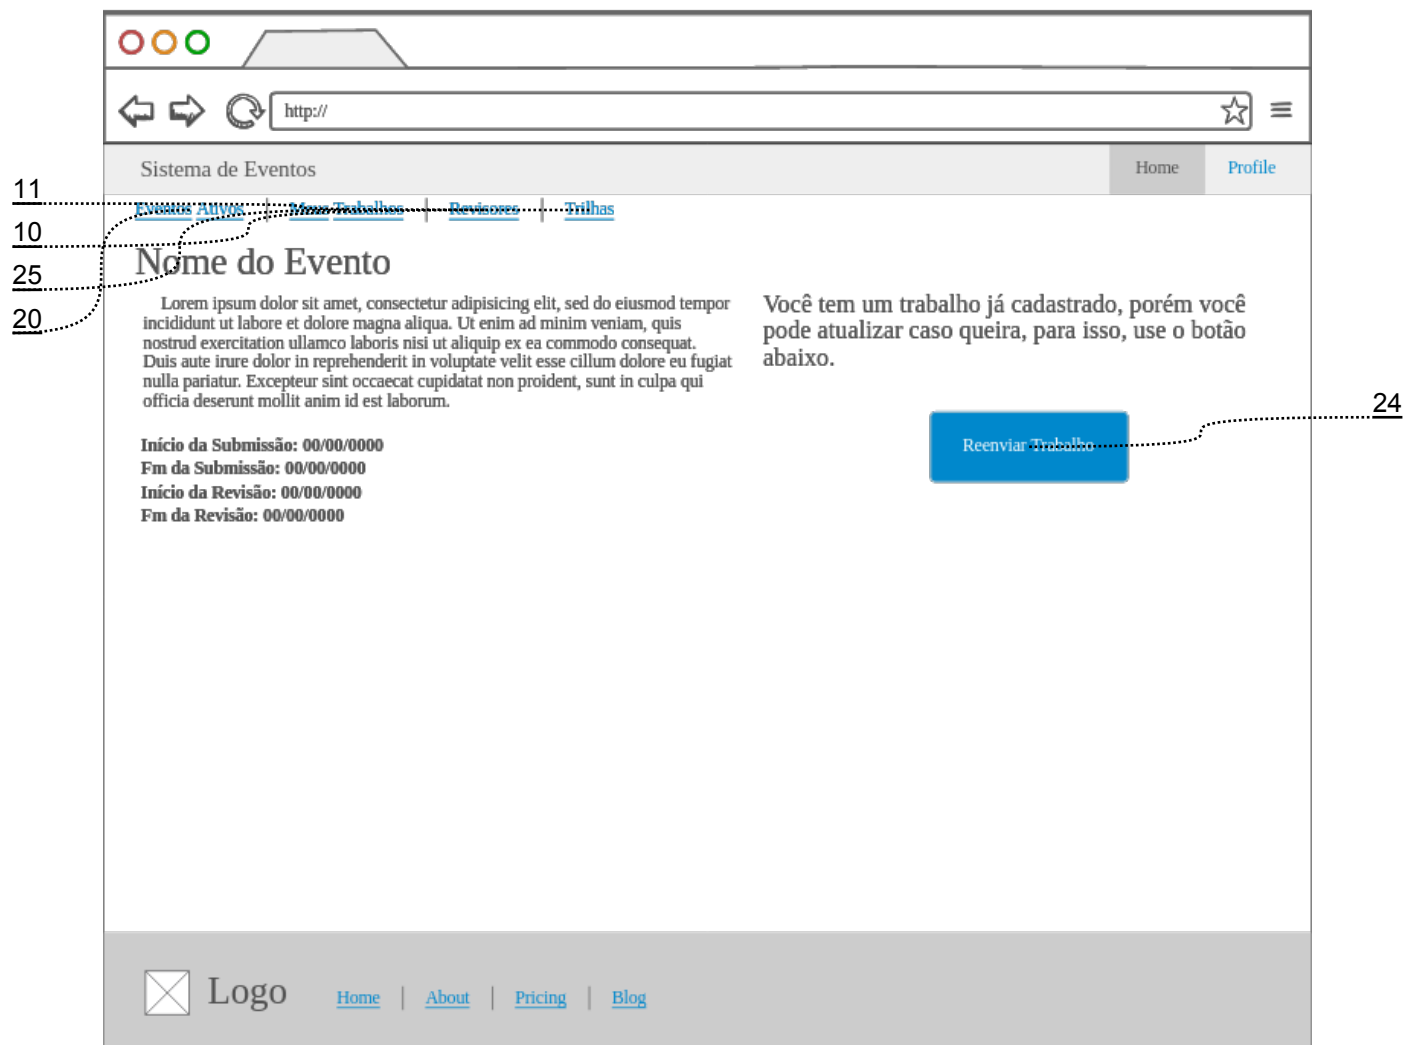 http://
Sistema de Eventos
Home
Profile
11
Eventos Ativos | Meus Trabalhos | Revisores | Trilhas
10
25
20
Nome do Evento
Lorem ipsum dolor sit amet, consectetur adipisicing elit, sed do eiusmod tempor
incididunt ut labore et dolore magna aliqua. Ut enim ad minim veniam, quis
nostrud exercitation ullamco laboris nisi ut aliquip ex ea commodo consequat.
Duis aute irure dolor in reprehenderit in voluptate velit esse cillum dolore eu fugiat
nulla pariatur. Excepteur sint occaecat cupidatat non proident, sunt in culpa qui
officia deserunt mollit anim id est laborum.
Início da Submissão: 00/00/0000
Fm da Submissão: 00/00/0000
Início da Revisão: 00/00/0000
Fm da Revisão: 00/00/0000
Você tem um trabalho já cadastrado, porém você
pode atualizar caso queira, para isso, use o botão
abaixo.
24
Reenviar Trabalho
Logo
Home | About | Pricing | Blog